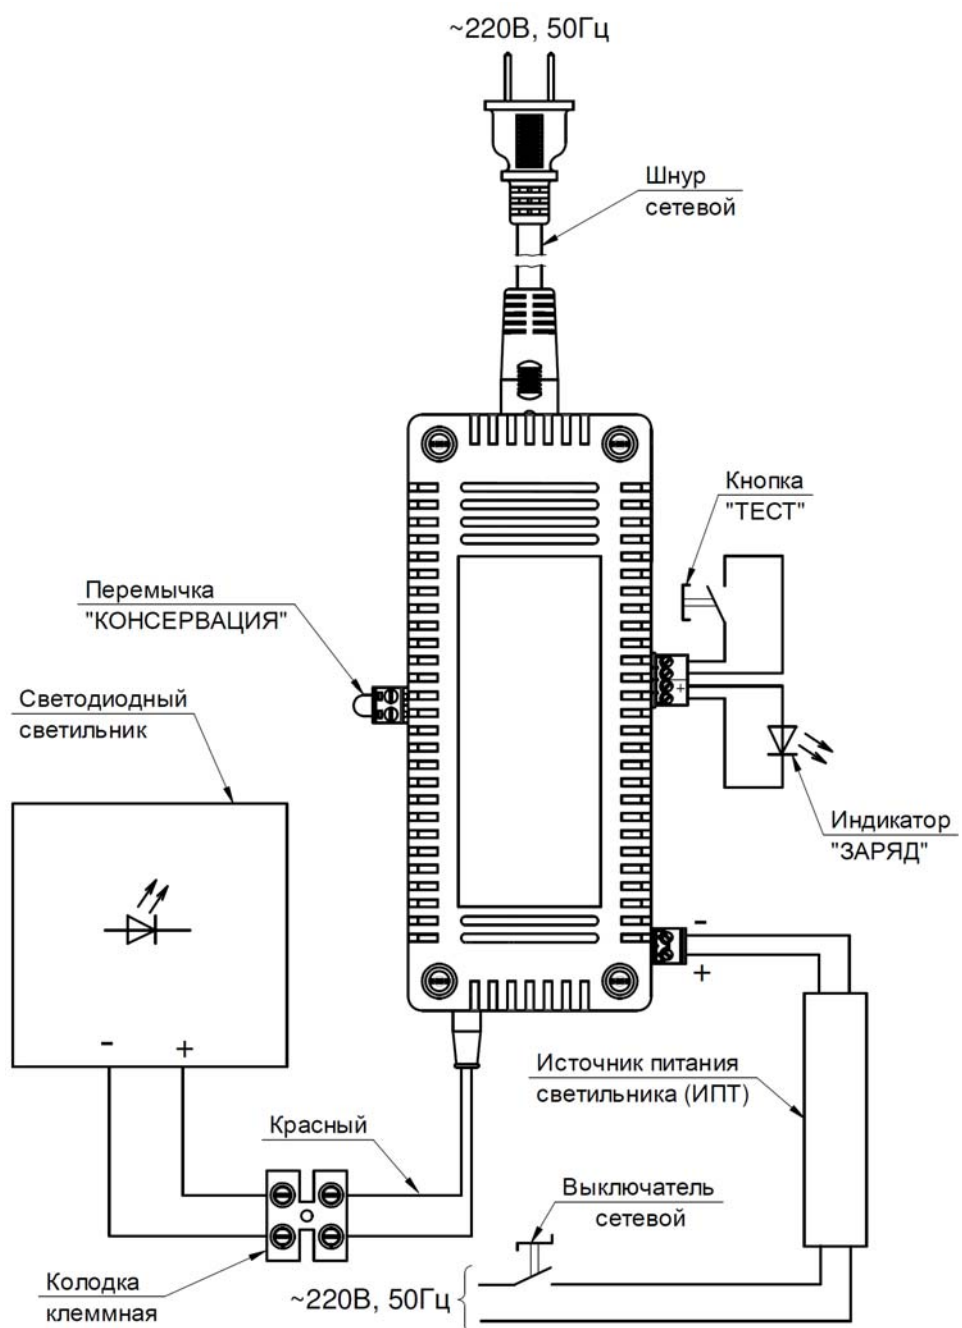 ~220В, 50Гц
Шнур
сетевой
Кнопка
"ТЕСТ"
Перемычка
"КОНСЕРВАЦИЯ"
+
Светодиодный
светильник
Индикатор
"ЗАРЯД"
-
+
- +
Источник питания
светильника (ИПТ)
Красный
Выключатель
сетевой
Колодка
клеммная
~220В, 50Гц